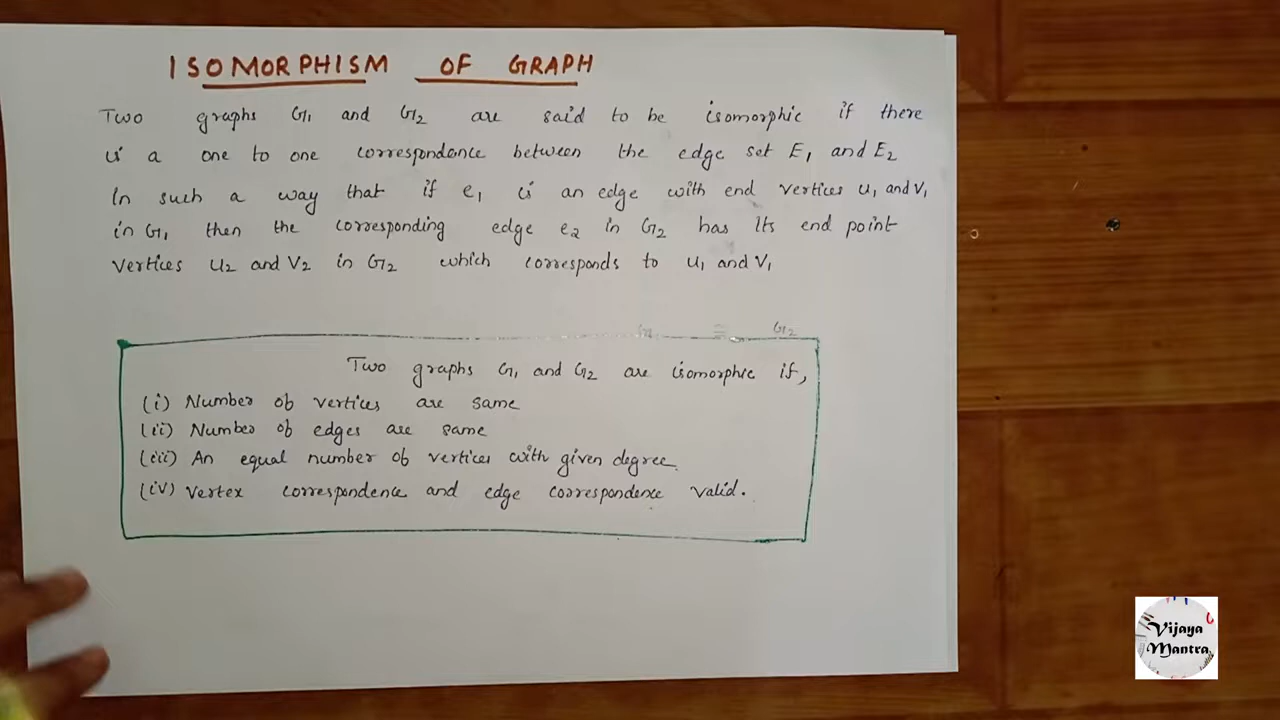 ISOMORPHISM OF GRAPH
Two graphs G1 and G2 are said to be isomorphic if there
is a one to one correspondance between the edge set E1 and E2
In such a way that if e1 is an edge with end vertices u1 and V1
in G1 then the corresponding edge e2 in G2 has Its end point
vertices u2 and V2 in G2 which corresponds to u1 and V1
≡ G2
Two graphs G1 and G2 are isomorphic if,
(i) Number of vertices are same
(ii) Number of edges are same
(iii) An equal number of vertices with given degree.
(iv) Vertex correspondence and edge correspondence valid.
Vijaya
Mantra